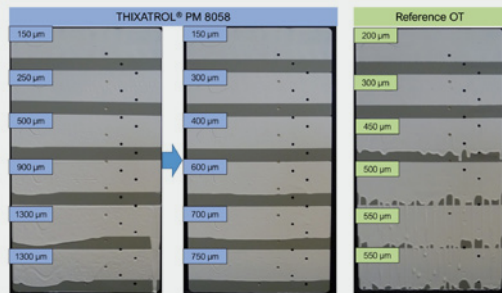 THIXATROL® PM 8058
150 µm
250 µm
500 µm
900 µm
1300 µm
1300 µm
150 µm
300 µm
400 µm
600 µm
700 µm
750 µm
Reference OT
200 µm
300 µm
450 µm
500 µm
550 µm
550 µm